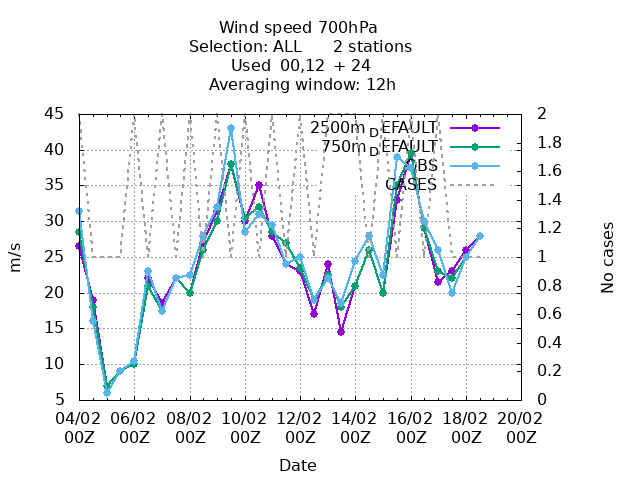 Wind speed 700hPa
Selection: ALL 2 stations
Used 00,12 + 24
Averaging window: 12h
45 2
40 1.8
35 1.6
30 1.4
25 1.2
20 1
15 0.8
10 0.6
5 0.4
0.2
0
2500m DEFAULT
750m DEFAULT
OBS
CASES
m/s
No cases
04/02 06/02 08/02 10/02 12/02 14/02 16/02 18/02 20/02
00Z 00Z 00Z 00Z 00Z 00Z 00Z 00Z 00Z
Date